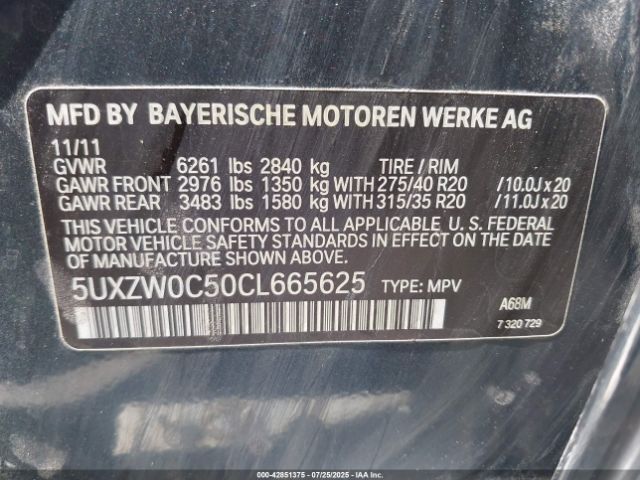 MFD BY BAYERISCHE MOTOREN WERKE AG
11/11
GVWR 6261 lbs 2840 kg TIRE / RIM
GAWR FRONT 2976 lbs 1350 kg WITH 275/40 R20 /10.0J x 20
GAWR REAR 3483 lbs 1580 kg WITH 315/35 R20 /11.0J x 20
THIS VEHICLE CONFORMS TO ALL APPLICABLE U. S. FEDERAL
MOTOR VEHICLE SAFETY STANDARDS IN EFFECT ON THE DATE
OF MANUFACTURE SHOWN ABOVE.
5UXZW0C50CL665625 TYPE: MPV
A68M
7 320 729
000-42851375 07/25/2025 IAAI.COM